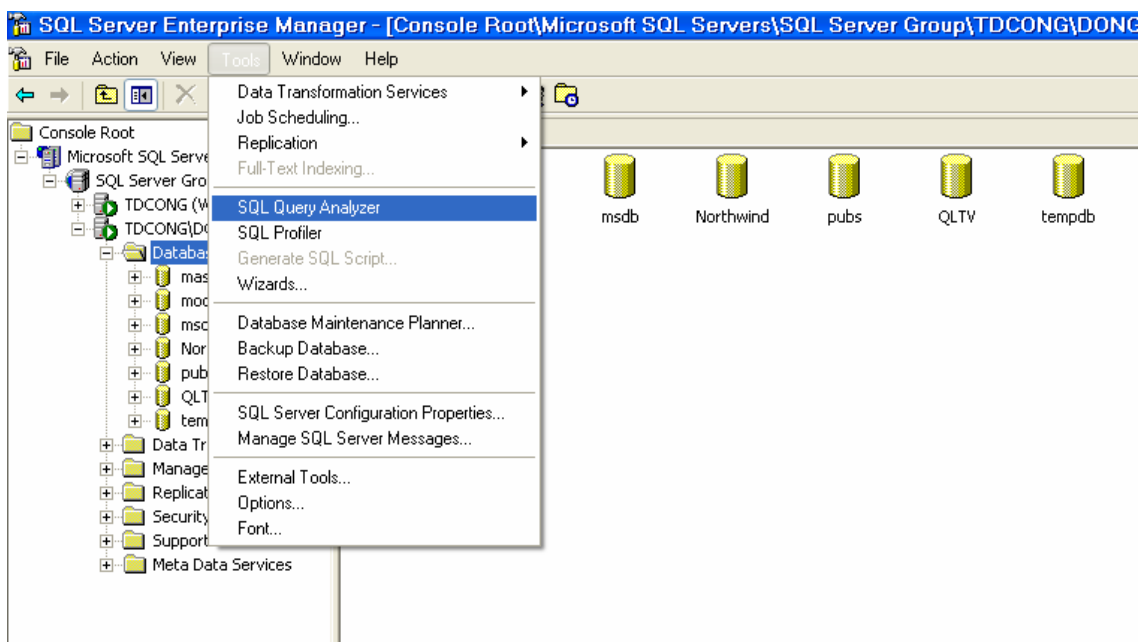 SQL Server Enterprise Manager - [Console Root\Microsoft SQL Servers\SQL Server Group\TDCONG\DONG
File Action View Tools Window Help
Console Root
Microsoft SQL Serve
SQL Server Gro
TDCONG (W
TDCONG\DO
Databas
mas
mod
msd
Nor
pub
QLT
tem
Data Tr
Manage
Replicat
Security
Support
Meta Data Services
Data Transformation Services
Job Scheduling...
Replication
Full-Text Indexing...
SQL Query Analyzer
SQL Profiler
Generate SQL Script...
Wizards...
Database Maintenance Planner...
Backup Database...
Restore Database...
SQL Server Configuration Properties...
Manage SQL Server Messages...
External Tools...
Options...
Font...
msdb Northwind pubs QLTV tempdb